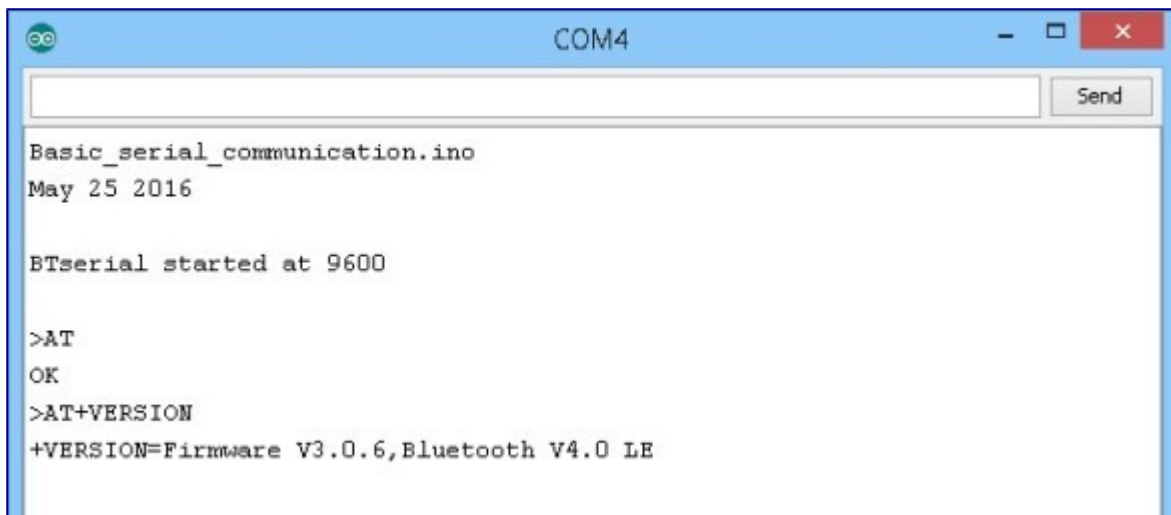 COM4
Send
Basic_serial_communication.ino
May 25 2016
BTserial started at 9600
>AT
OK
>AT+VERSION
+VERSION=Firmware V3.0.6,Bluetooth V4.0 LE